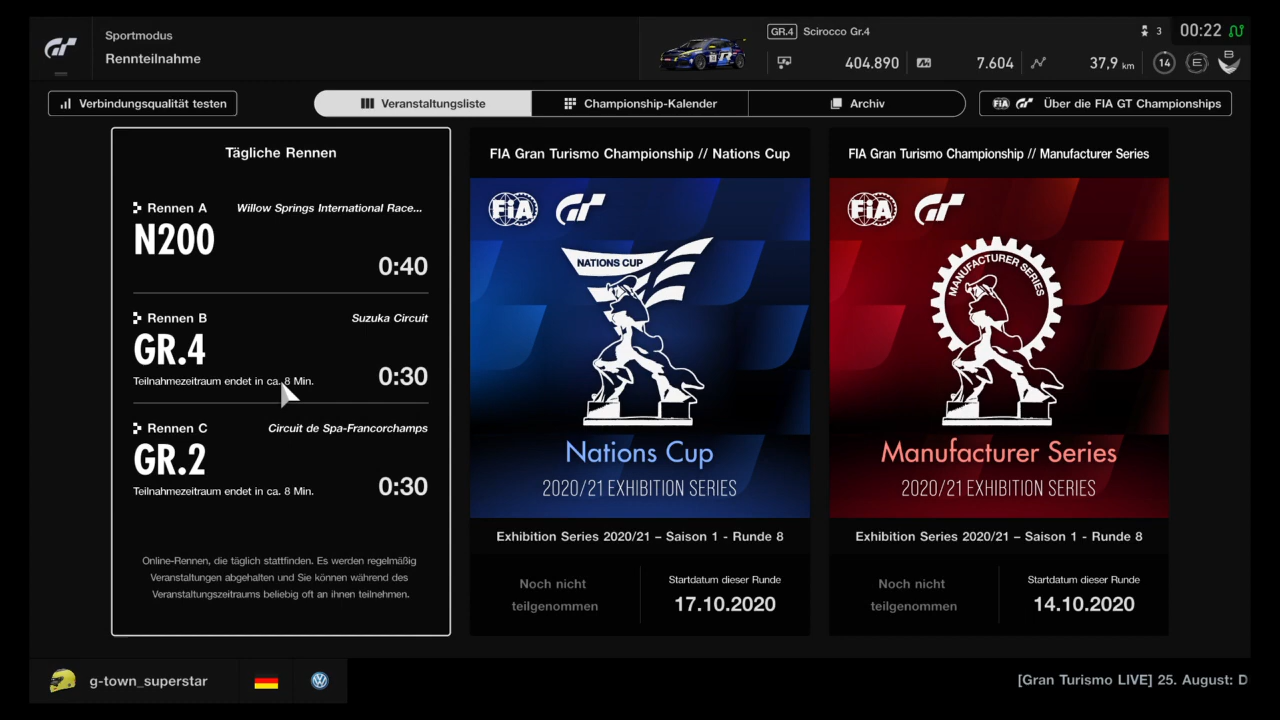 Sportmodus
Rennteilnahme
GR.4 Scirocco Gr.4
3 00:22
404.890 7.604 37,9 km 14 E B
Verbindungsqualität testen
Veranstaltungsliste
Championship-Kalender
Archiv
FIA GT Über die FIA GT Championships
Tägliche Rennen
Rennen A Willow Springs International Race...
N200
0:40
Rennen B Suzuka Circuit
GR.4
Teilnahmezeitraum endet in ca. 8 Min. 0:30
Rennen C Circuit de Spa-Francorchamps
GR.2
Teilnahmezeitraum endet in ca. 8 Min. 0:30
Online-Rennen, die täglich stattfinden. Es werden regelmäßig
Veranstaltungen abgehalten und Sie können während des
Veranstaltungszeitraums beliebig oft an ihnen teilnehmen.
FIA Gran Turismo Championship // Nations Cup
FIA GT
NATIONS CUP
Nations Cup
2020/21 EXHIBITION SERIES
Exhibition Series 2020/21 – Saison 1 - Runde 8
Noch nicht
teilgenommen
Startdatum dieser Runde
17.10.2020
FIA Gran Turismo Championship // Manufacturer Series
FIA GT
MANUFACTURER SERIES
Manufacturer Series
2020/21 EXHIBITION SERIES
Exhibition Series 2020/21 – Saison 1 - Runde 8
Noch nicht
teilgenommen
Startdatum dieser Runde
14.10.2020
g-town_superstar
[Gran Turismo LIVE] 25. August: D